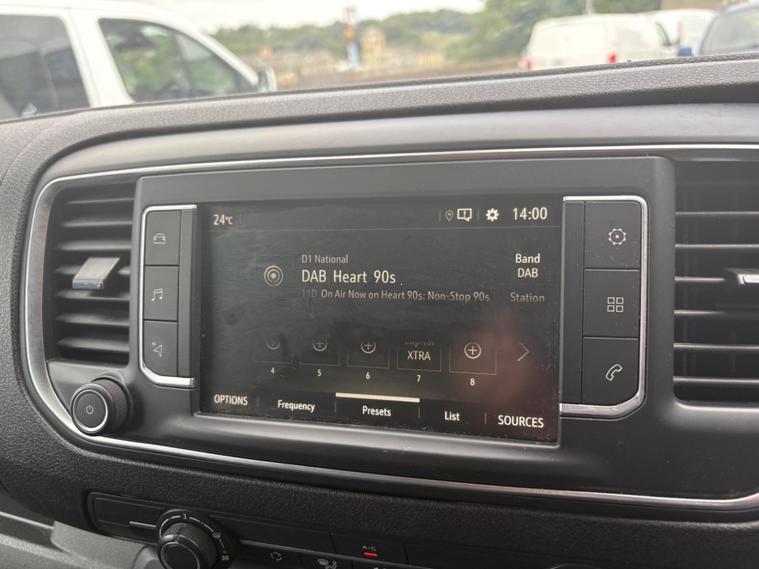 24°C
14:00
D1 National
DAB Heart 90s
Band
DAB
11D On Air Now on Heart 90s: Non-Stop 90s
Station
Capital
XTRA
4 5 6 7 8
OPTIONS Frequency Presets List SOURCES
A/C